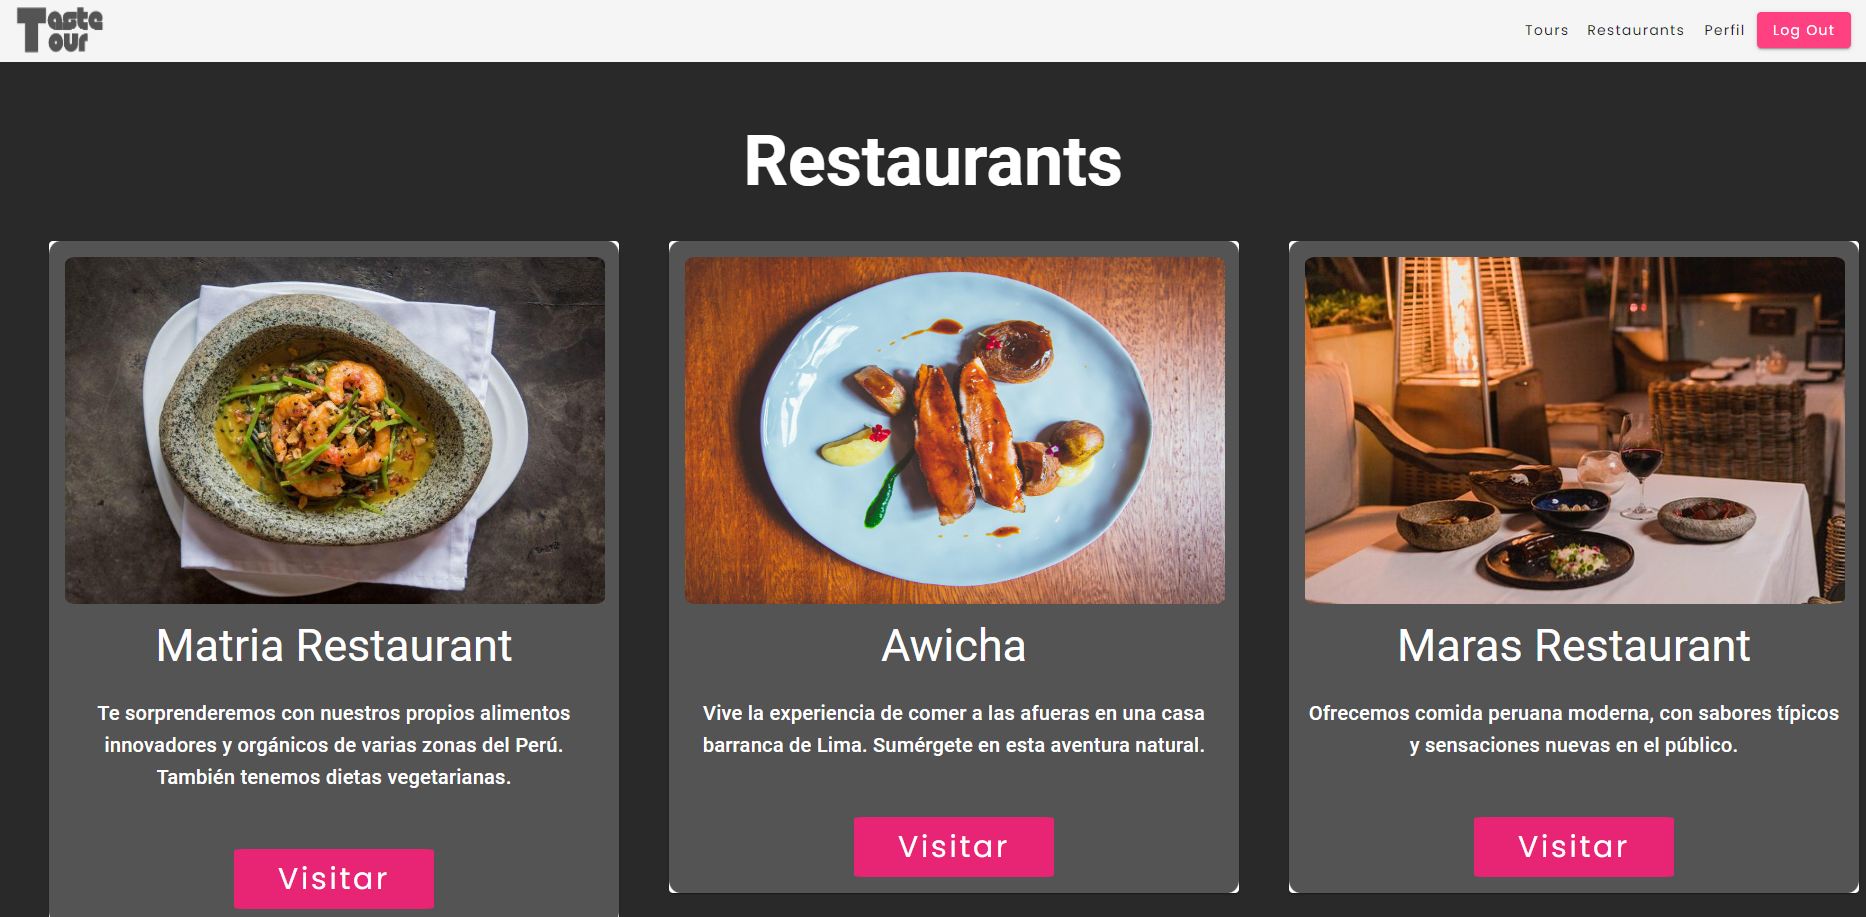 Taste
Tour
Tours Restaurants Perfil Log Out
Restaurants
Matria Restaurant
Te sorprenderemos con nuestros propios alimentos
innovadores y orgánicos de varias zonas del Perú.
También tenemos dietas vegetarianas.
Visitar
Awicha
Vive la experiencia de comer a las afueras en una casa
barranca de Lima. Sumérgete en esta aventura natural.
Visitar
Maras Restaurant
Ofrecemos comida peruana moderna, con sabores típicos
y sensaciones nuevas en el público.
Visitar